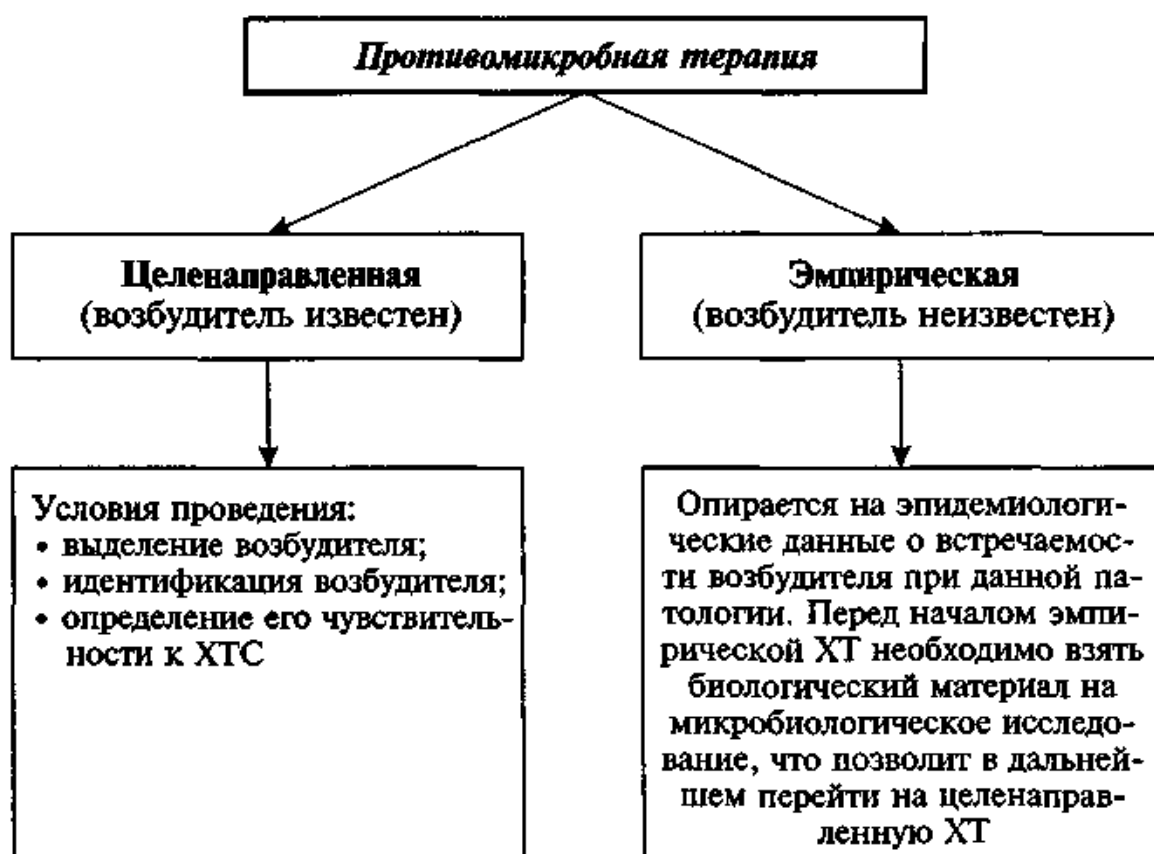 Противомикробная терапия
Целенаправленная
(возбудитель известен)
Эмпирическая
(возбудитель неизвестен)
Условия проведения:
• выделение возбудителя;
• идентификация возбудителя;
• определение его чувствитель-
ности к ХТС
Опирается на эпидемиологи-
ческие данные о встречаемос-
ти возбудителя при данной па-
тологии. Перед началом эмпи-
рической ХТ необходимо взять
биологический материал на
микробиологическое исследо-
вание, что позволит в дальней-
шем перейти на целенаправ-
ленную ХТ